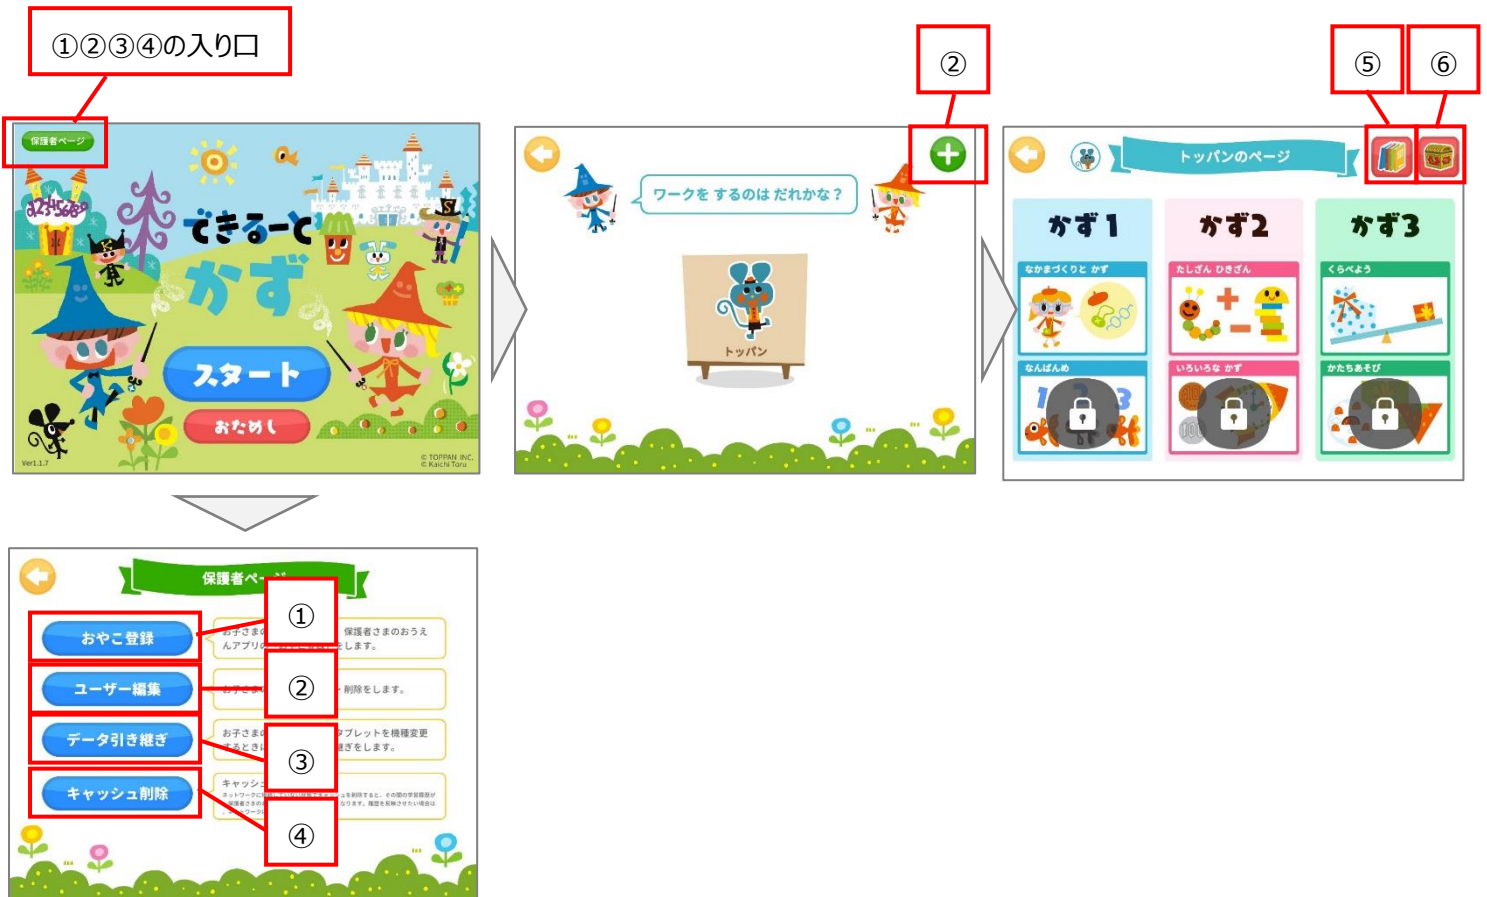 ①②③④の入り口
②
⑤
⑥
保護者ページ
できるーと
かず
スタート
おためし
Ver1.1.7
© TOPPAN INC.
© Kaichi Toru
ワークを するのは だれかな？
トッパン
トッパンのページ
かず1
かず2
かず3
なかまづくりと かず
たしざん ひきざん
くらべよう
なんばんめ
いろいろな かず
かたちあそび
保護者ペ
おやこ登録
①
お子さまの
保護者さまのおうえ
んアプリの
をします。
ユーザー編集
②
・削除をします。
データ引き継ぎ
③
お子さまの
タブレットを機種変更
するときに
継ぎをします。
キャッシュ削除
④
キャッシュ